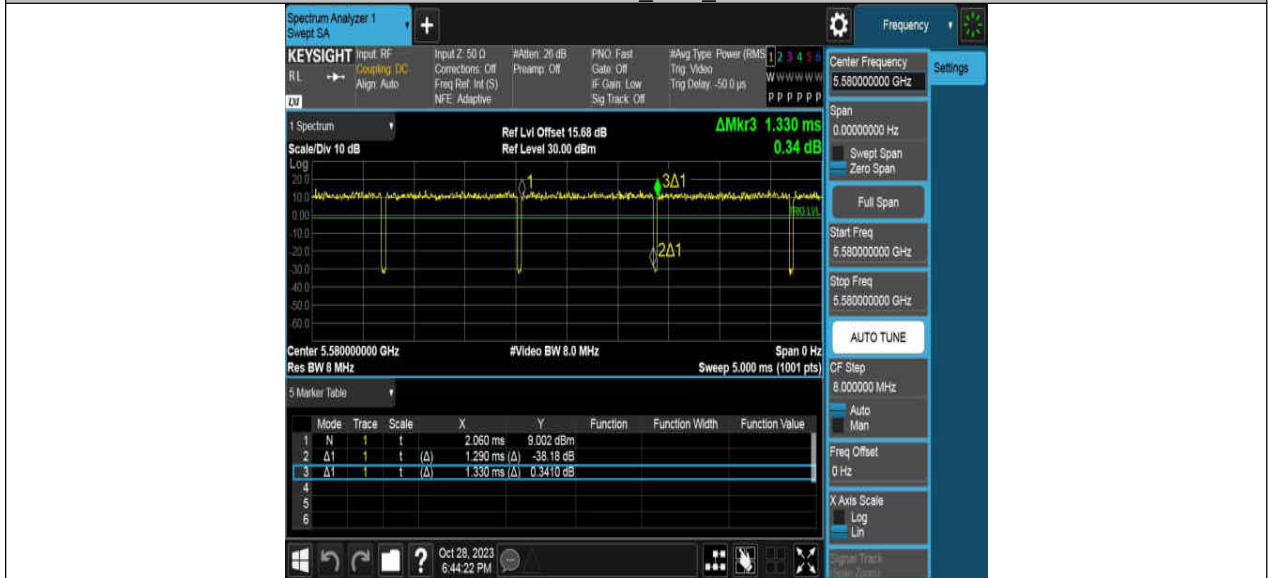 Spectrum Analyzer 1
Swept SA
+
Frequency
KEYSIGHT
RL
LXI
Input: RF
Coupling: DC
Align: Auto
Input Z: 50 Ω
Corrections: Off
Freq Ref: Int (S)
NFE: Adaptive
#Atten: 26 dB
Preamp: Off
PNO: Fast
Gate: Off
IF Gain: Low
Sig Track: Off
#Avg Type: Power (RMS
Trig: Video
Trig Delay: -50.0 µs
1 2 3 4 5 6
W W W W W W
P P P P P P
Center Frequency
5.580000000 GHz
Settings
Span
0.00000000 Hz
Swept Span
Zero Span
Full Span
Start Freq
5.580000000 GHz
Stop Freq
5.580000000 GHz
AUTO TUNE
CF Step
8.000000 MHz
Auto
Man
Freq Offset
0 Hz
X Axis Scale
Log
Lin
Signal Track
(Span Zoom)
1 Spectrum
Scale/Div 10 dB
Ref Lvl Offset 15.68 dB
Ref Level 30.00 dBm
ΔMkr3 1.330 ms
0.34 dB
Log
20.0
10.0
0.00
-10.0
-20.0
-30.0
-40.0
-50.0
-60.0
1
3Δ1
2Δ1
TRIG LVL
Center 5.580000000 GHz
#Video BW 8.0 MHz
Span 0 Hz
Res BW 8 MHz
Sweep 5.000 ms (1001 pts)
5 Marker Table
Mode Trace Scale X Y Function Function Width Function Value
1 N 1 t 2.060 ms 9.002 dBm
2 Δ1 1 t (Δ) 1.290 ms (Δ) -38.18 dB
3 Δ1 1 t (Δ) 1.330 ms (Δ) 0.3410 dB
4
5
6
?
Oct 28, 2023
6:44:22 PM